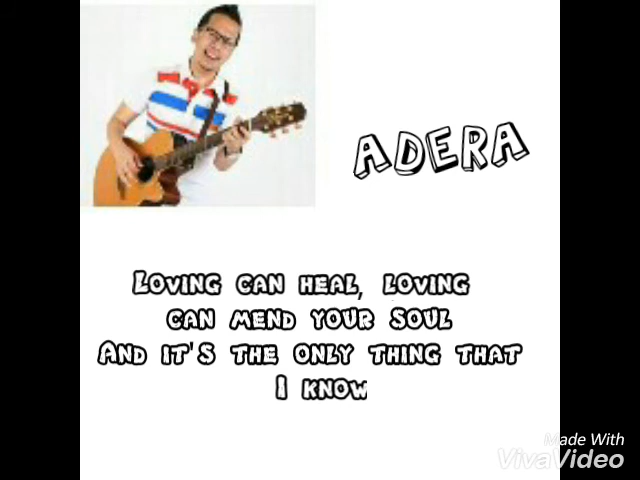 ADERA
Loving can heal, loving
can mend your soul
And it's the only thing that
I know
Made With
VivaVideo